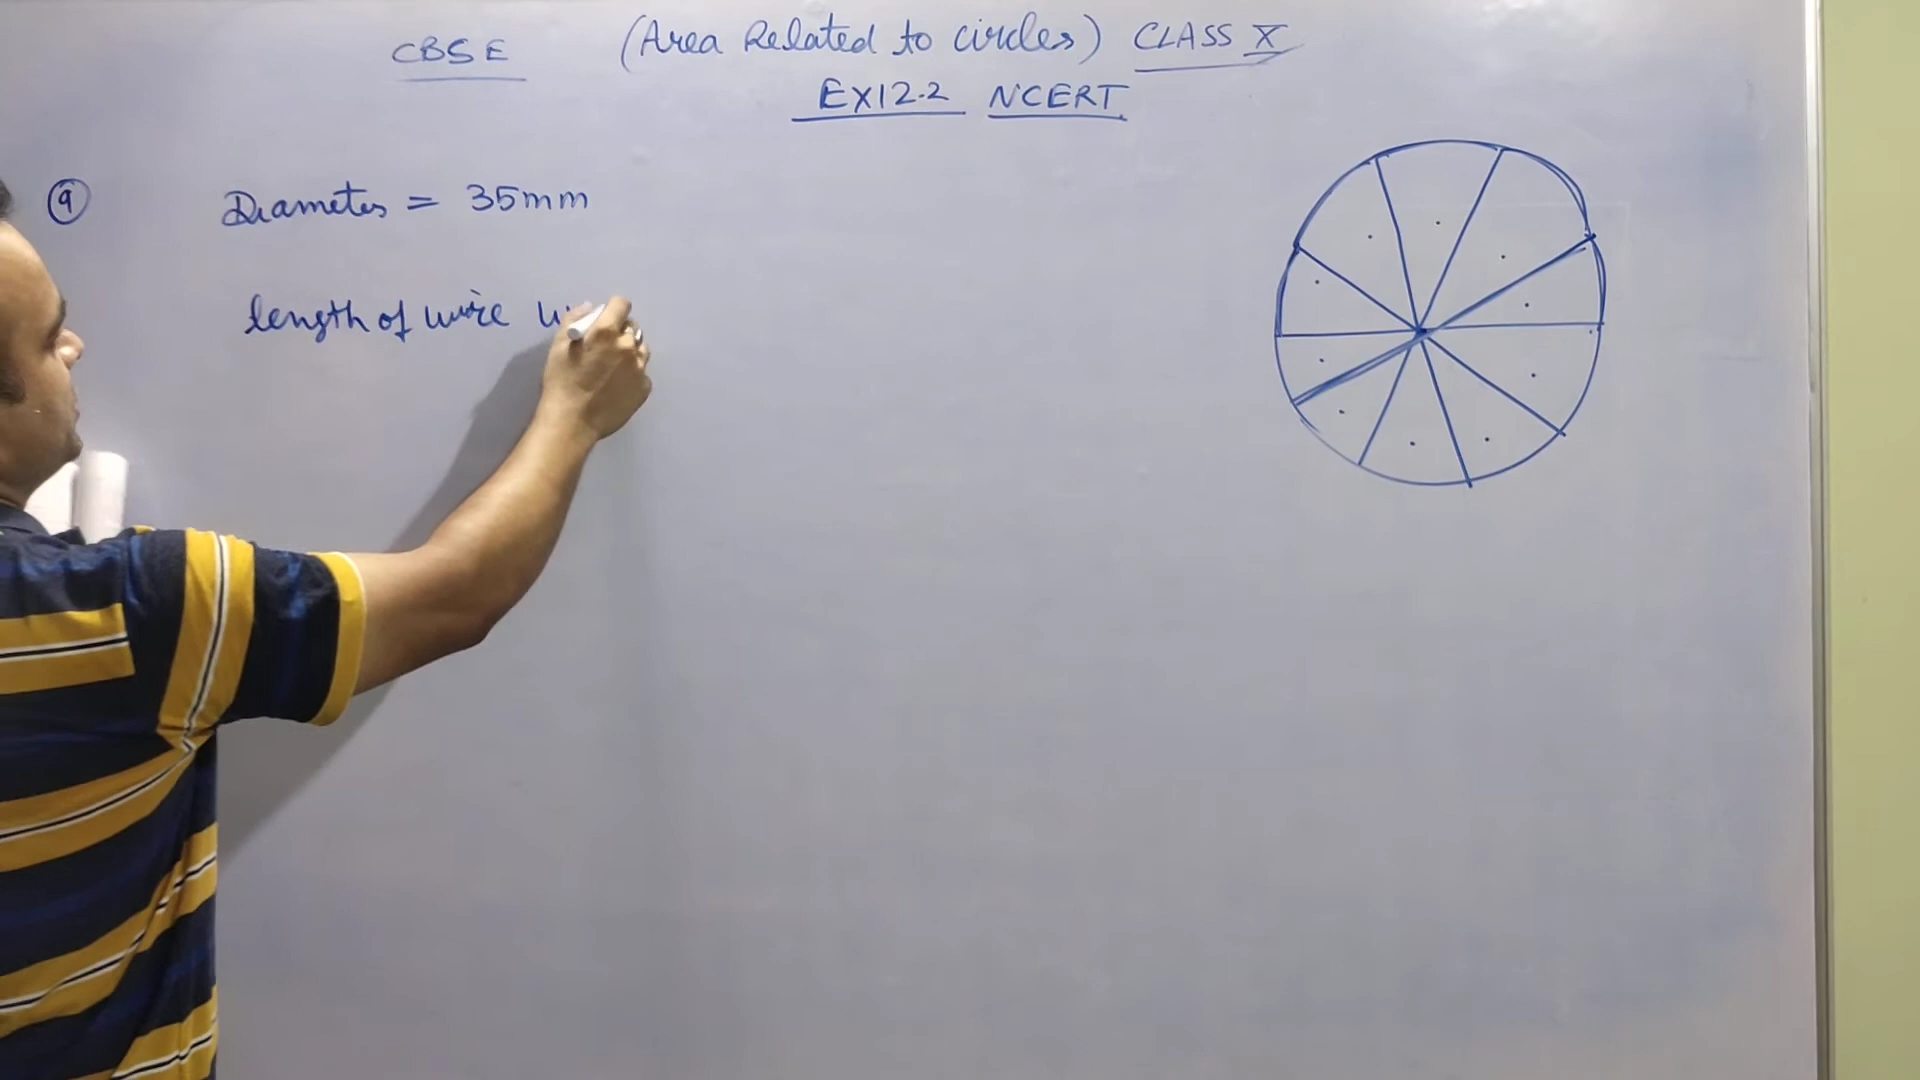 CBSE (Area Related to circles) CLASS X
EX12.2 NCERT
9 Diameter = 35mm
length of wire